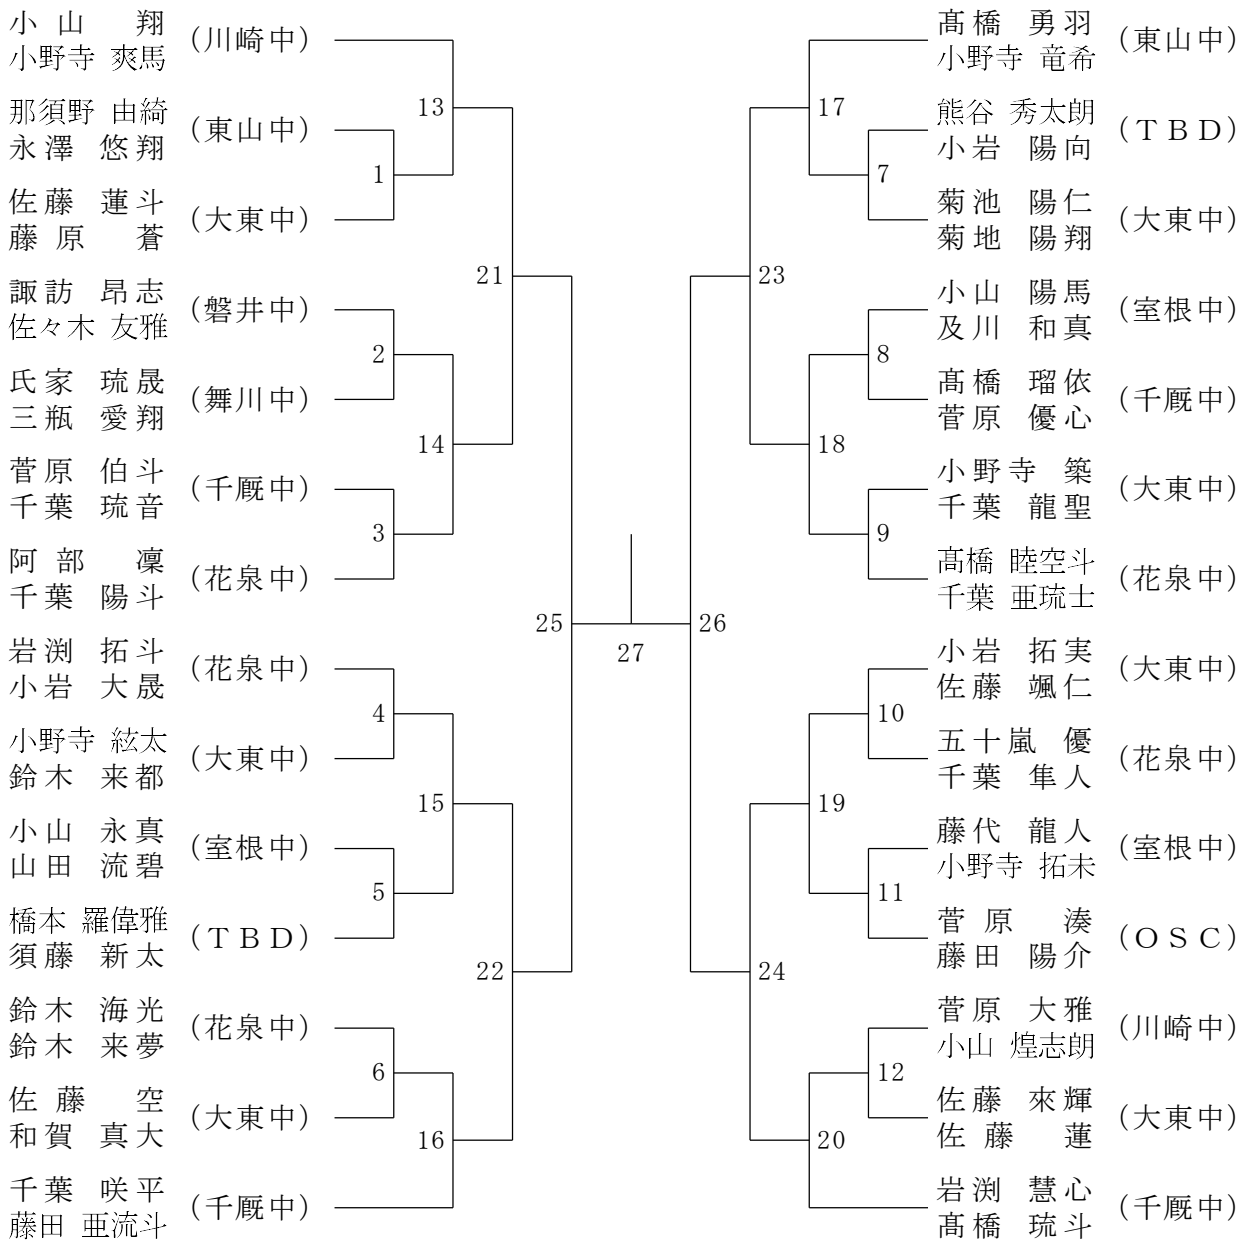 小山 翔
小野寺 爽馬
(川崎中)
那須野 由綺
永澤 悠翔
(東山中)
佐藤 蓮斗
藤原 蒼
(大東中)
諏訪 昂志
佐々木 友雅
(磐井中)
氏家 琉晟
三瓶 愛翔
(舞川中)
菅原 伯斗
千葉 琉音
(千厩中)
阿部 凜
千葉 陽斗
(花泉中)
岩渕 拓斗
小岩 大晟
(花泉中)
小野寺 絃太
鈴木 来都
(大東中)
小山 永真
山田 流碧
(室根中)
橋本 羅偉雅
須藤 新太
(TBD)
鈴木 海光
鈴木 来夢
(花泉中)
佐藤 空
和賀 真大
(大東中)
千葉 咲平
藤田 亜流斗
(千厩中)
1
2
3
4
5
6
13
14
15
16
21
22
25
27
26
23
24
17
18
19
20
7
8
9
10
11
12
髙橋 勇羽
小野寺 竜希
(東山中)
熊谷 秀太朗
小岩 陽向
(TBD)
菊池 陽仁
菊地 陽翔
(大東中)
小山 陽馬
及川 和真
(室根中)
髙橋 瑠依
菅原 優心
(千厩中)
小野寺 築
千葉 龍聖
(大東中)
髙橋 睦空斗
千葉 亜琉士
(花泉中)
小岩 拓実
佐藤 颯仁
(大東中)
五十嵐 優
千葉 隼人
(花泉中)
藤代 龍人
小野寺 拓未
(室根中)
菅原 湊
藤田 陽介
(OSC)
菅原 大雅
小山 煌志朗
(川崎中)
佐藤 來輝
佐藤 蓮
(大東中)
岩渕 慧心
髙橋 琉斗
(千厩中)